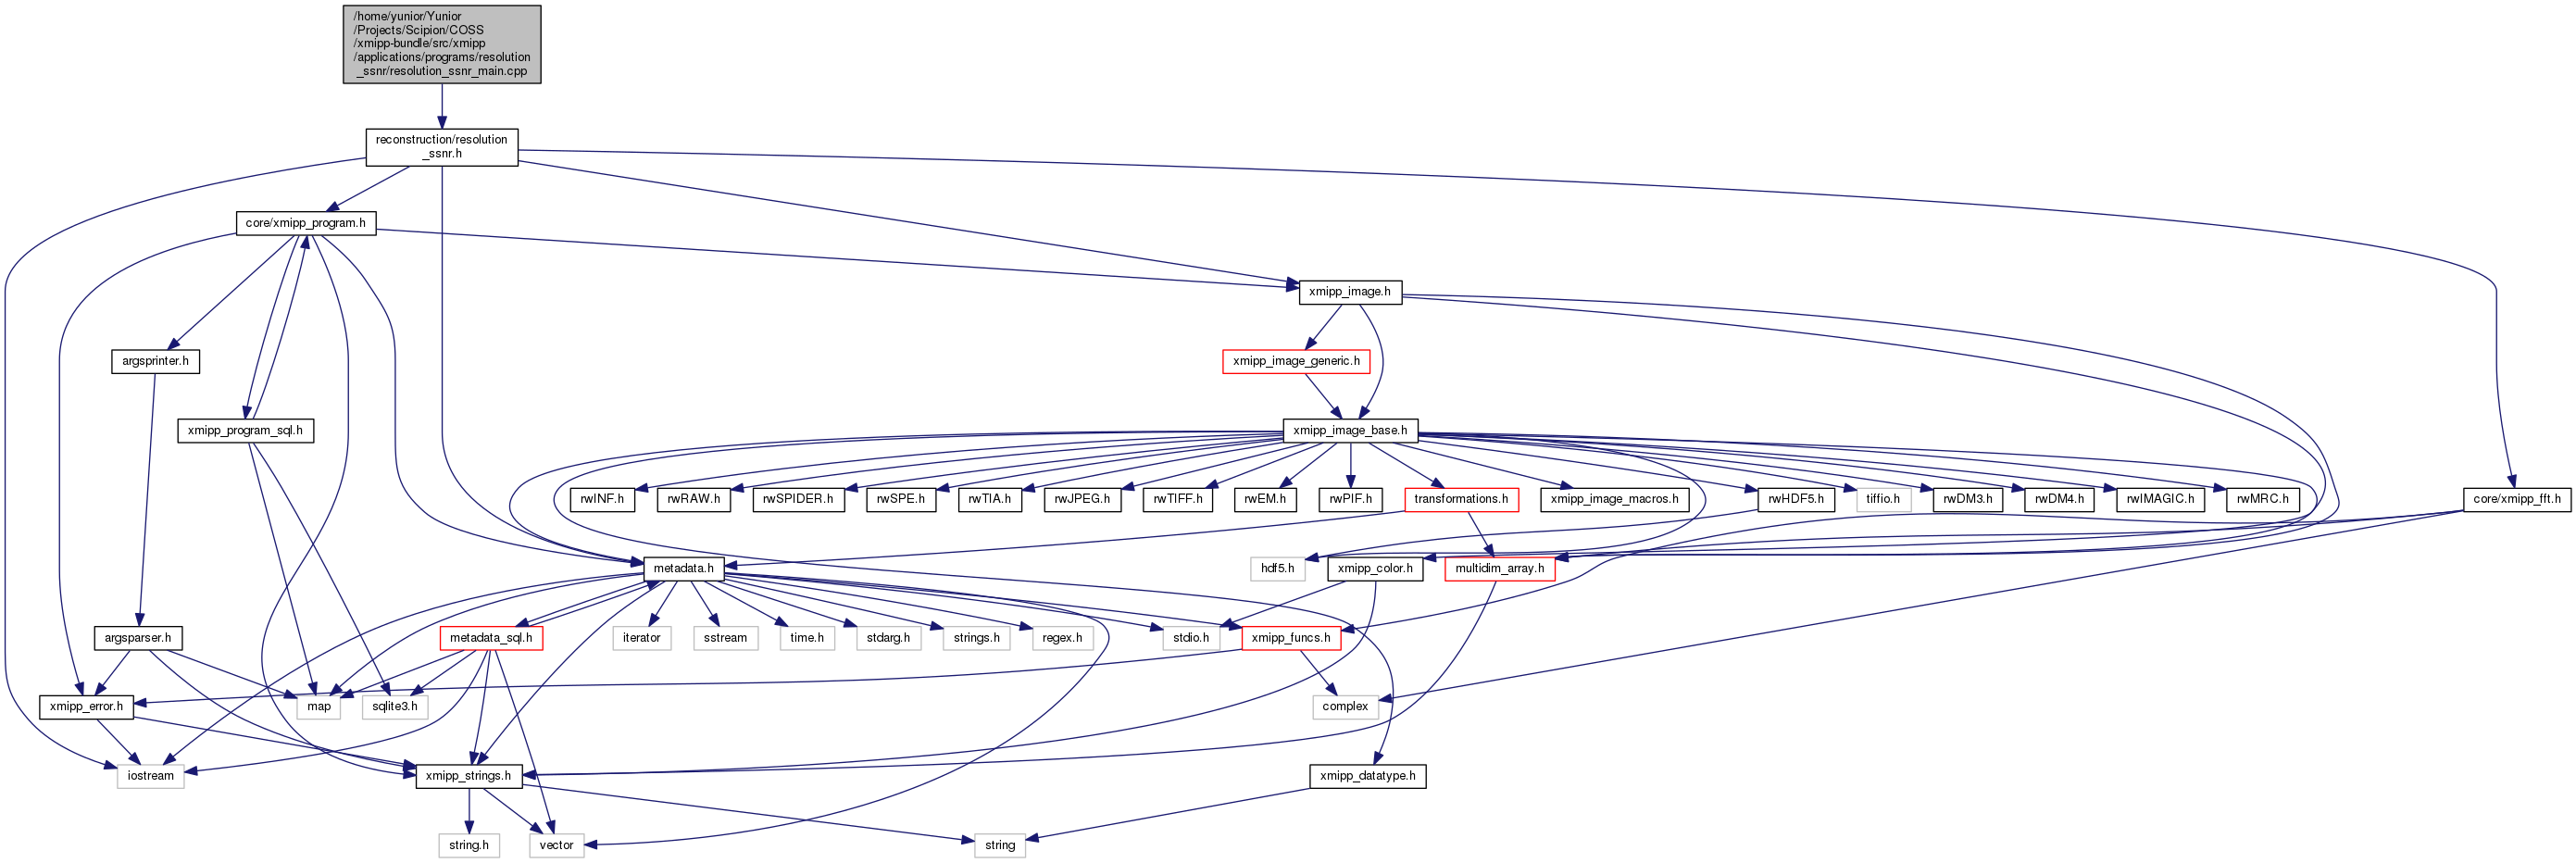 /home/yunior/Yunior
/Projects/Scipion/COSS
/xmipp-bundle/src/xmipp
/applications/programs/resolution
_ssnr/resolution_ssnr_main.cpp
reconstruction/resolution
_ssnr.h
core/xmipp_program.h
xmipp_image.h
argsprinter.h
xmipp_image_generic.h
xmipp_program_sql.h
xmipp_image_base.h
rwINF.h
rwRAW.h
rwSPIDER.h
rwSPE.h
rwTIA.h
rwJPEG.h
rwTIFF.h
rwEM.h
rwPIF.h
transformations.h
xmipp_image_macros.h
rwHDF5.h
tiffio.h
rwDM3.h
rwDM4.h
rwIMAGIC.h
rwMRC.h
core/xmipp_fft.h
metadata.h
hdf5.h
xmipp_color.h
multidim_array.h
argsparser.h
metadata_sql.h
iterator
sstream
time.h
stdarg.h
strings.h
regex.h
stdio.h
xmipp_funcs.h
xmipp_error.h
map
sqlite3.h
complex
iostream
xmipp_strings.h
xmipp_datatype.h
string.h
vector
string